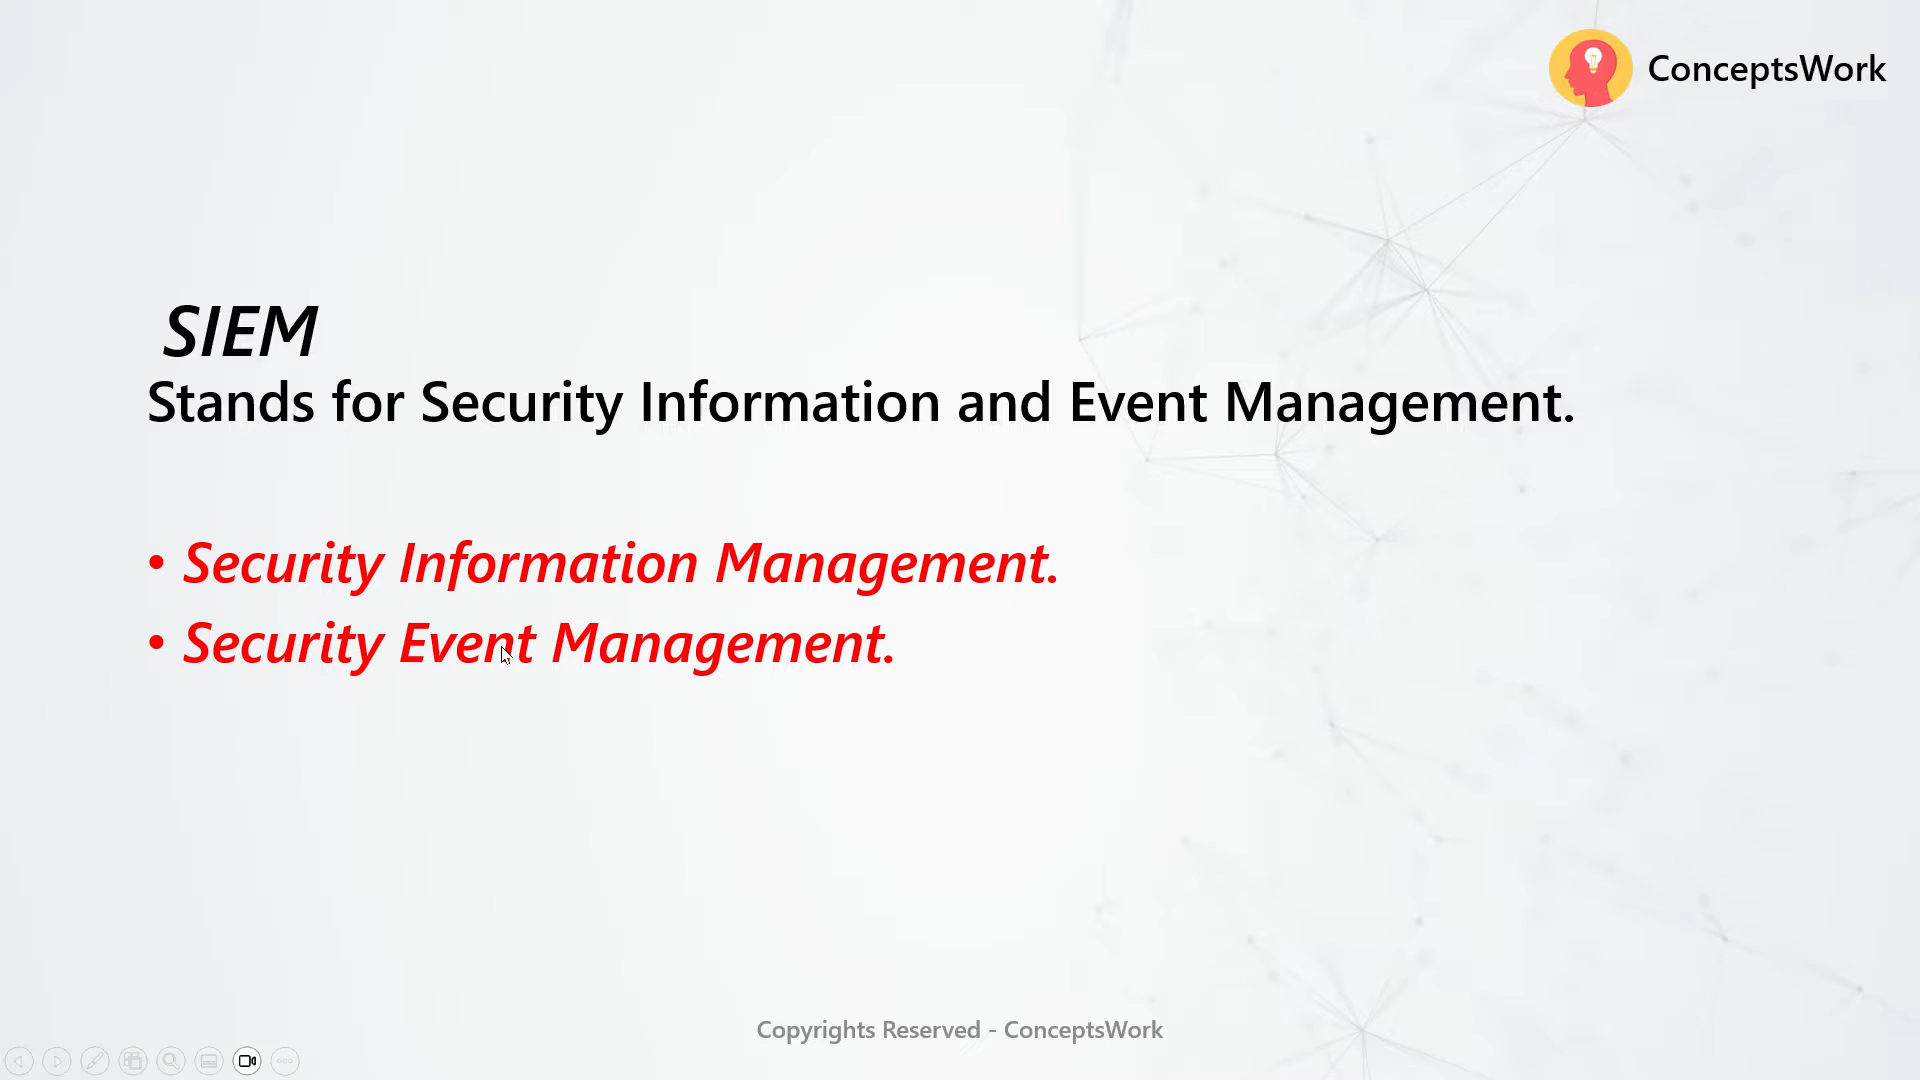 ConceptsWork
SIEM
Stands for Security Information and Event Management.
• Security Information Management.
• Security Event Management.
Copyrights Reserved - ConceptsWork